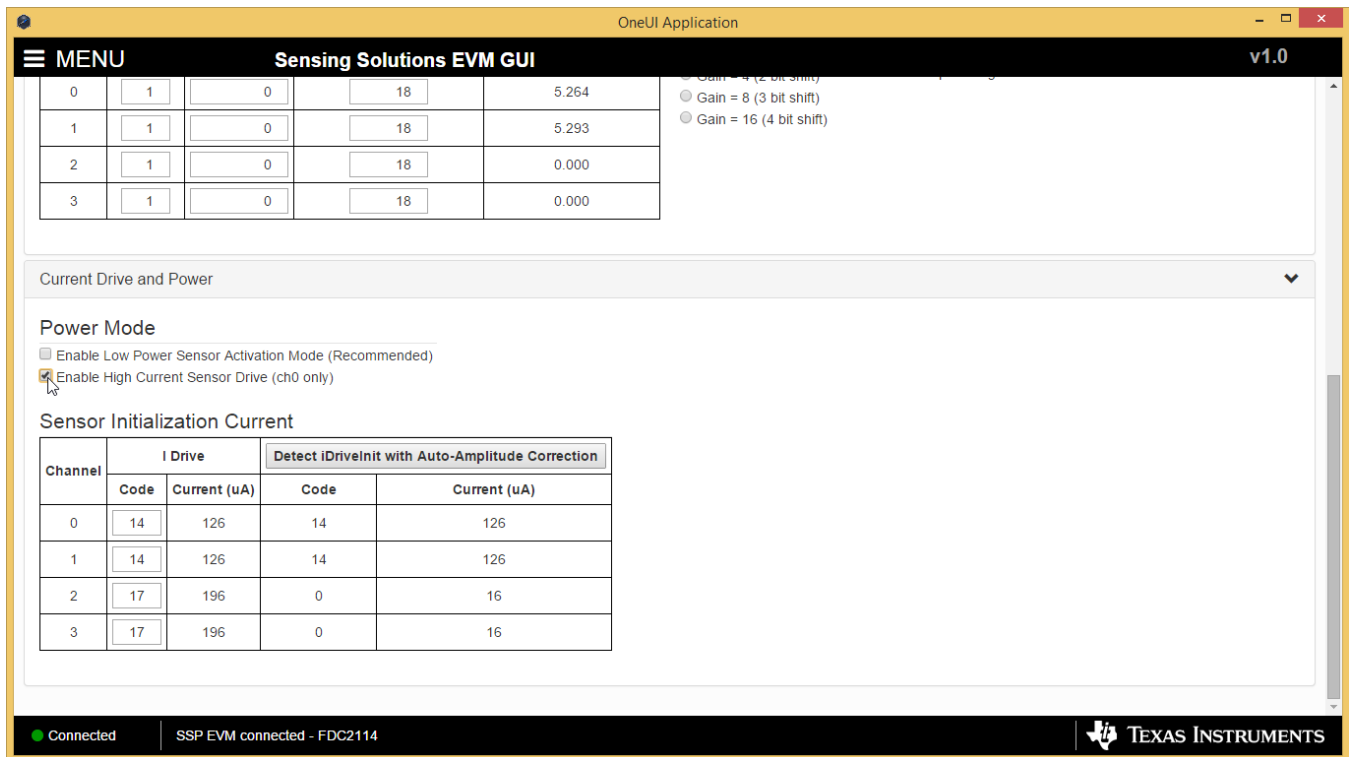 OneUI Application
MENU
Sensing Solutions EVM GUI
v1.0
0 1 0 18 5.264
1 1 0 18 5.293
2 1 0 18 0.000
3 1 0 18 0.000
Gain = 4 (2 bit shift)
Gain = 8 (3 bit shift)
Gain = 16 (4 bit shift)
Current Drive and Power
Power Mode
Enable Low Power Sensor Activation Mode (Recommended)
Enable High Current Sensor Drive (ch0 only)
Sensor Initialization Current
Channel I Drive Detect iDriveInit with Auto-Amplitude Correction
Code Current (uA) Code Current (uA)
0 14 126 14 126
1 14 126 14 126
2 17 196 0 16
3 17 196 0 16
Connected
SSP EVM connected - FDC2114
TEXAS INSTRUMENTS